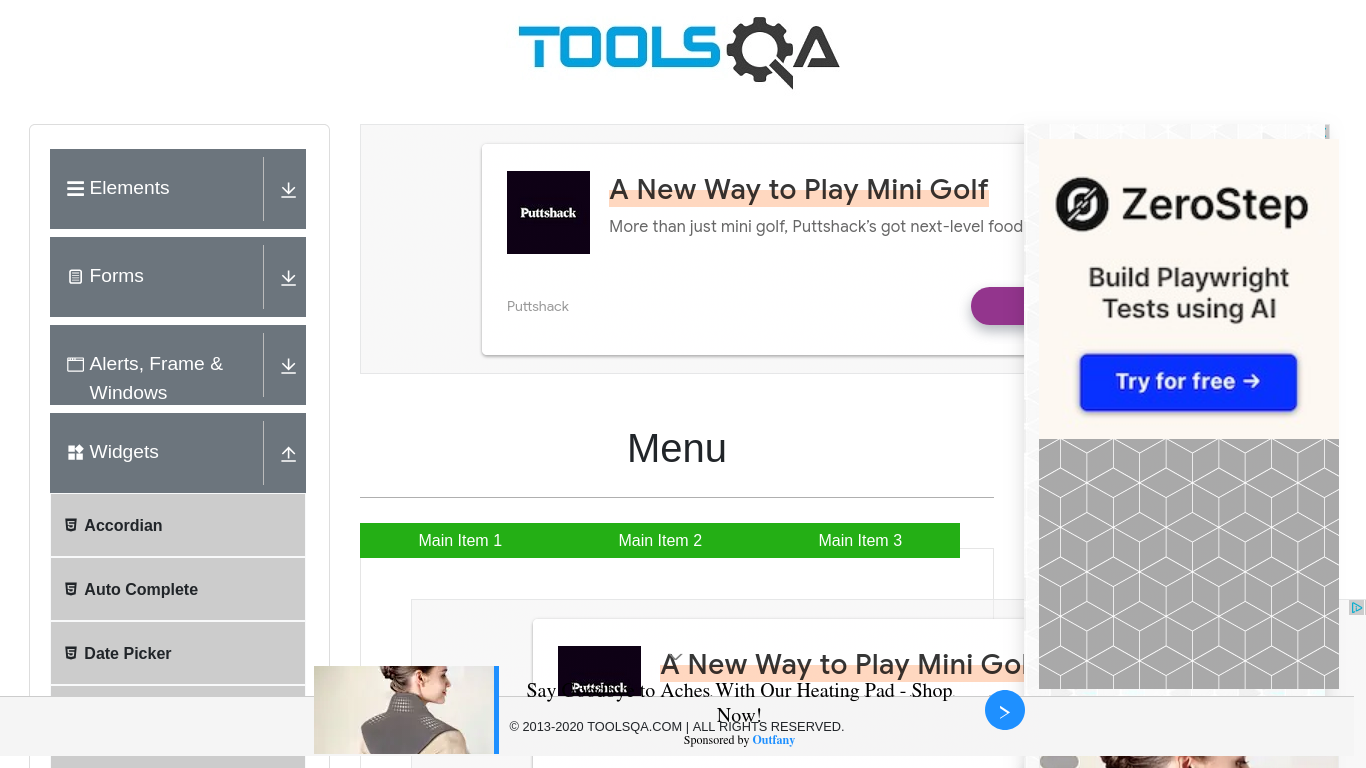 TOOLSQA
Elements
Forms
Alerts, Frame &
Windows
Widgets
Accordian
Auto Complete
Date Picker
Puttshack
A New Way to Play Mini Golf
More than just mini golf, Puttshack's got next-level food
Puttshack
ZeroStep
Build Playwright
Tests using AI
Try for free →
Menu
Main Item 1
Main Item 2
Main Item 3
Puttshack
A New Way to Play Mini Gol
Say Goodbye to Aches With Our Heating Pad - Shop
Now!
© 2013-2020 TOOLSQA.COM | ALL RIGHTS RESERVED.
Sponsored by Outfany